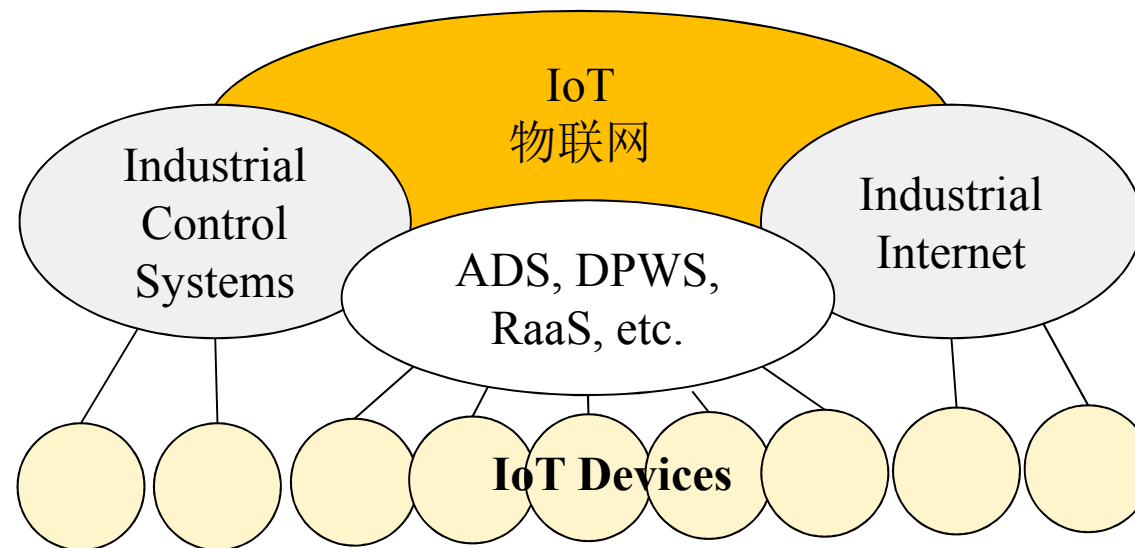 IoT
物联网
Industrial
Control
Systems
ADS, DPWS,
RaaS, etc.
Industrial
Internet
IoT Devices